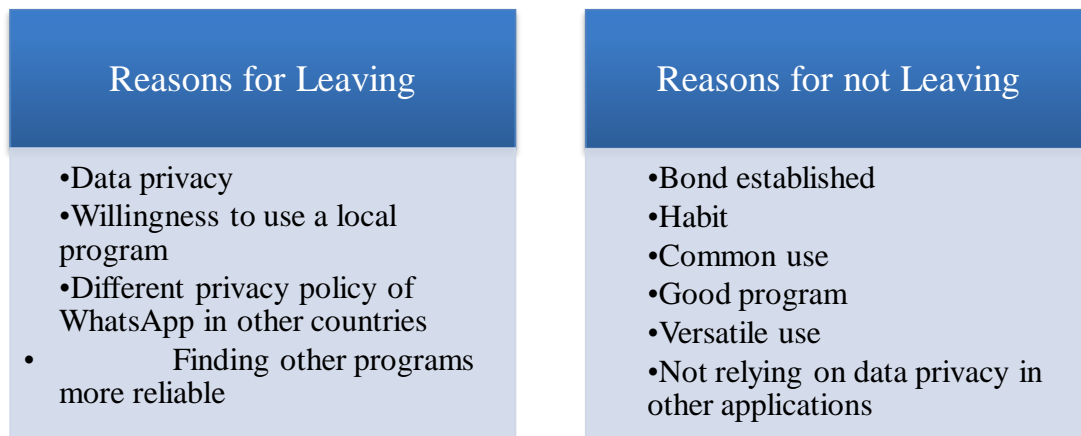 Reasons for Leaving
•Data privacy
•Willingness to use a local
program
•Different privacy policy of
WhatsApp in other countries
• Finding other programs
more reliable
Reasons for not Leaving
•Bond established
•Habit
•Common use
•Good program
•Versatile use
•Not relying on data privacy in
other applications